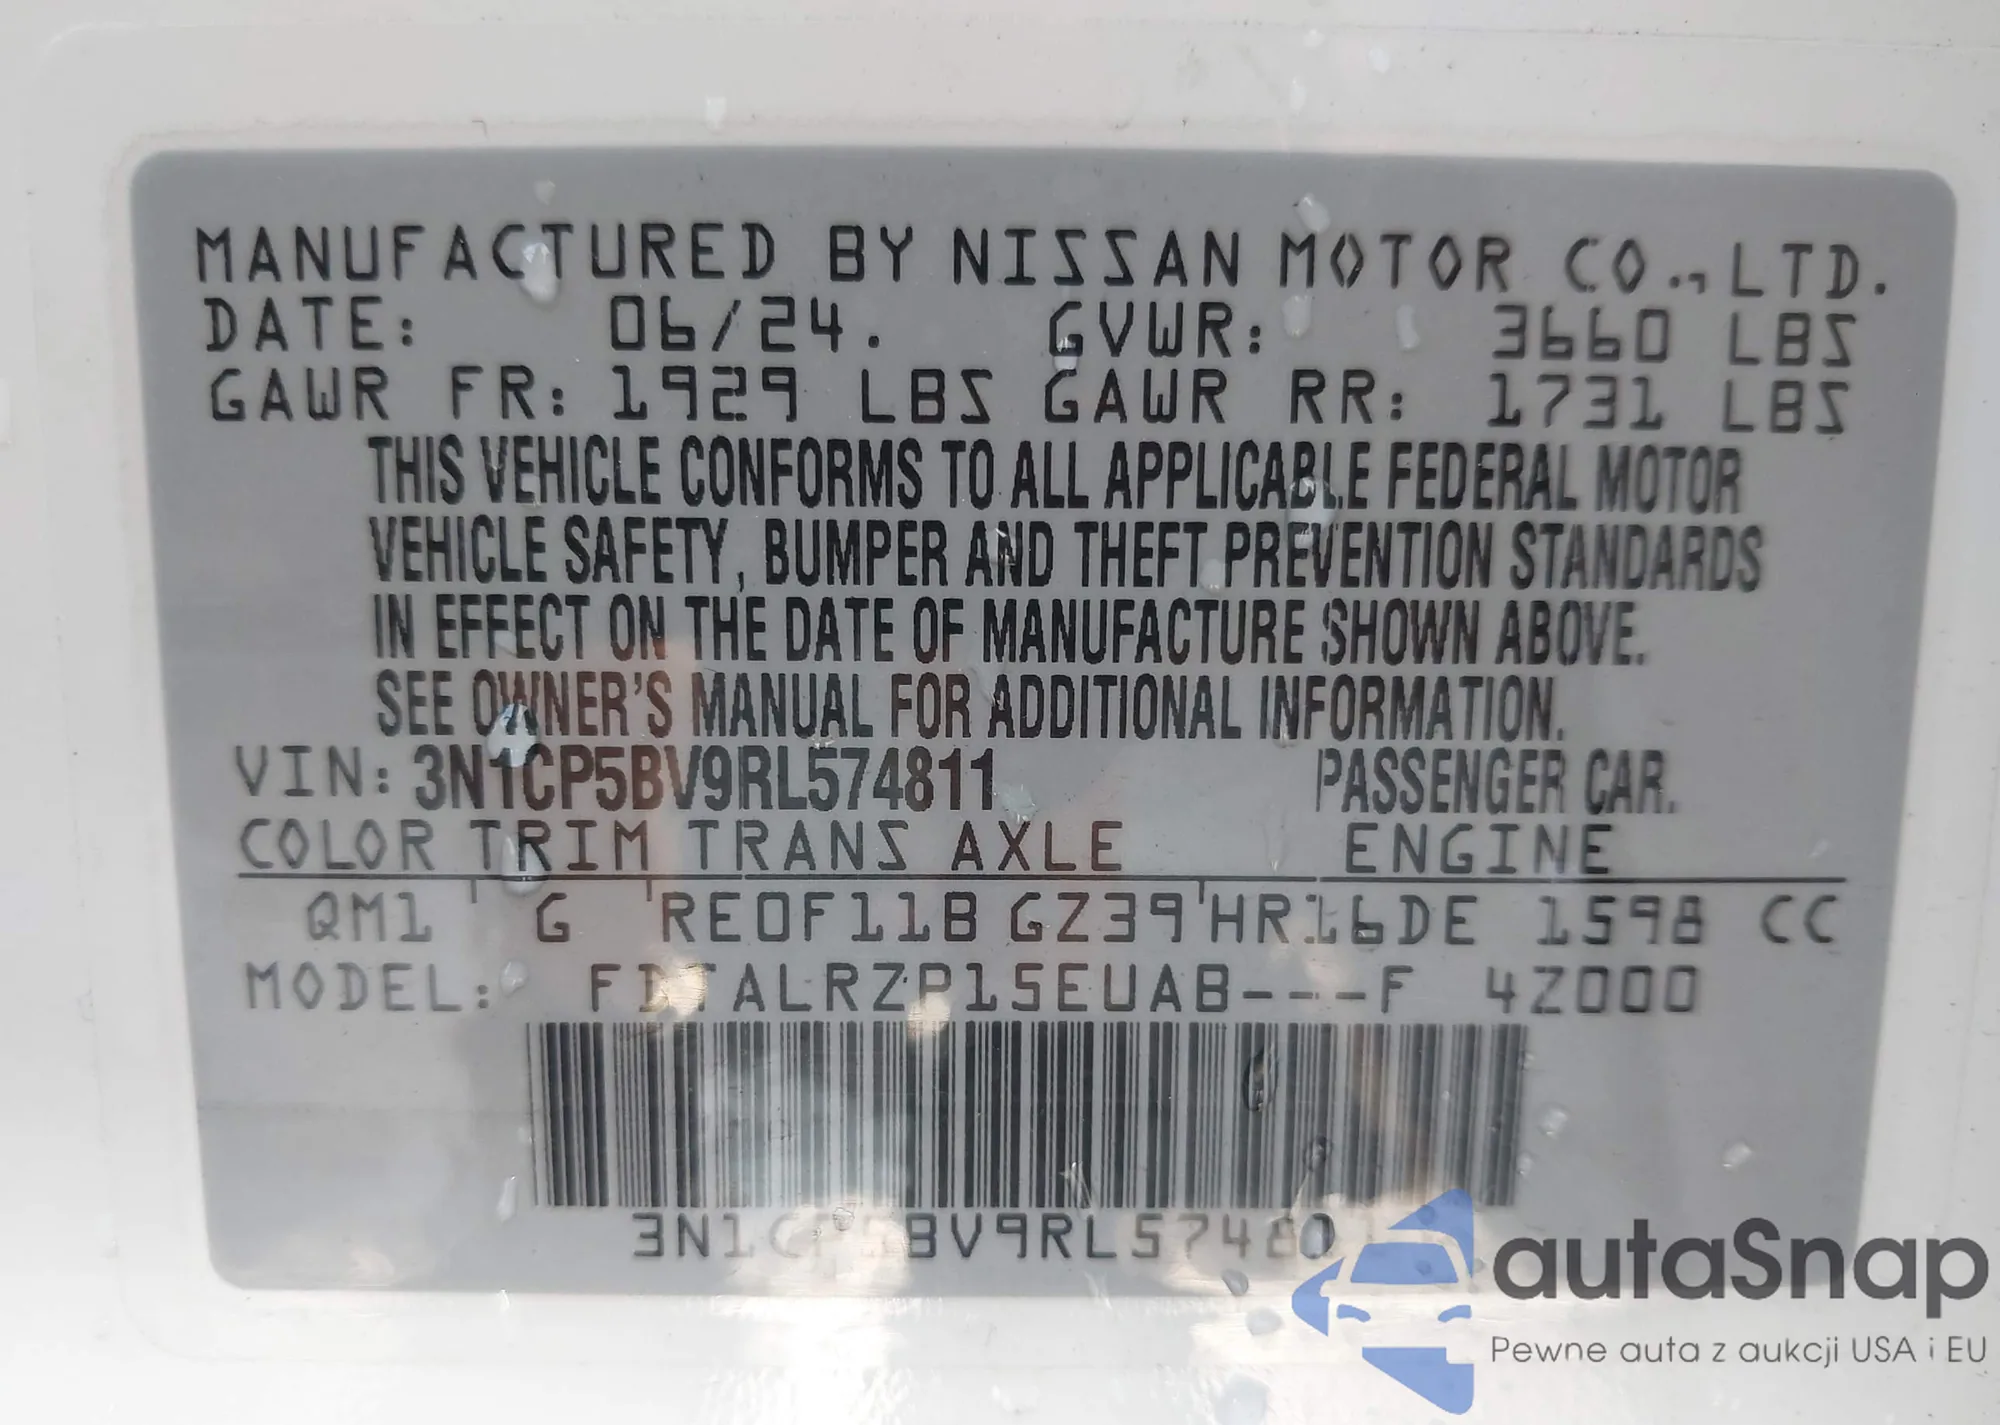 MANUFACTURED BY NISSAN MOTOR CO., LTD.
DATE: 06/24. GVWR: 3660 LBS
GAWR FR: 1929 LBS GAWR RR: 1731 LBS
THIS VEHICLE CONFORMS TO ALL APPLICABLE FEDERAL MOTOR
VEHICLE SAFETY, BUMPER AND THEFT PREVENTION STANDARDS
IN EFFECT ON THE DATE OF MANUFACTURE SHOWN ABOVE.
SEE OWNER'S MANUAL FOR ADDITIONAL INFORMATION.
VIN: 3N1CP5BV9RL574811 PASSENGER CAR.
COLOR TRIM TRANS AXLE ENGINE
QM1 G RE0F11B GZ39 HR16DE 1598 CC
MODEL: ---F 4Z000
autaSnap
Pewne auta z aukcji USA i EU